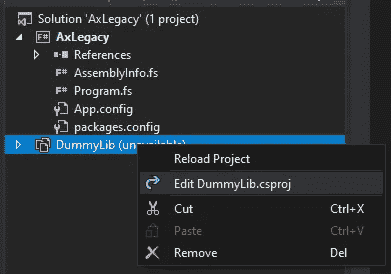 Solution 'AxLegacy' (1 project)
F# AxLegacy
References
F# AssemblyInfo.fs
F# Program.fs
App.config
packages.config
DummyLib (unavailable)
Reload Project
Edit DummyLib.csproj
Cut Ctrl+X
Paste Ctrl+V
Remove Del